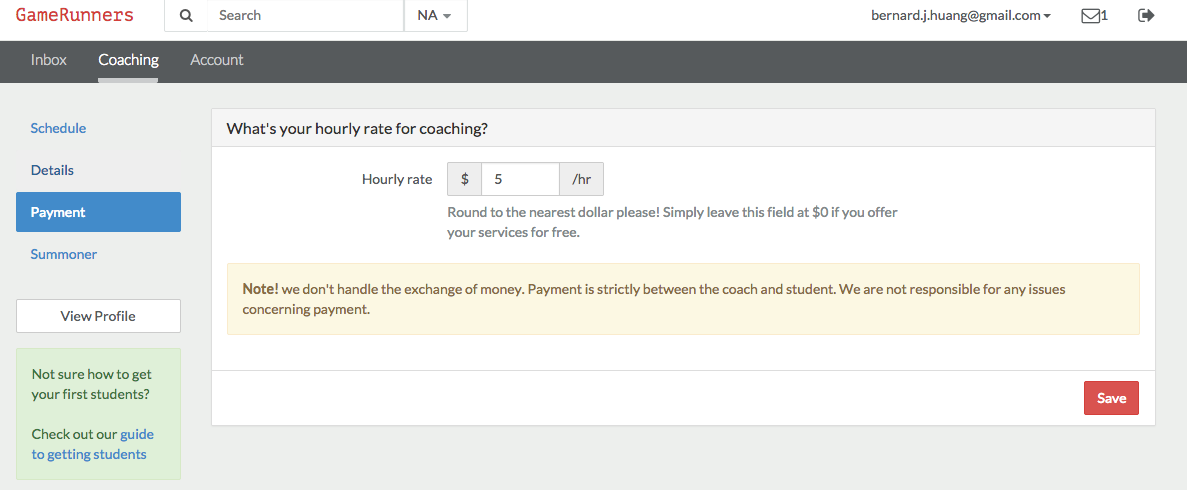 GameRunners
Search
NA
bernard.j.huang@gmail.com
1
Inbox
Coaching
Account
Schedule
Details
Payment
Summoner
View Profile
Not sure how to get
your first students?
Check out our guide
to getting students
What's your hourly rate for coaching?
Hourly rate
$
5
/hr
Round to the nearest dollar please! Simply leave this field at $0 if you offer
your services for free.
Note! we don't handle the exchange of money. Payment is strictly between the coach and student. We are not responsible for any issues
concerning payment.
Save